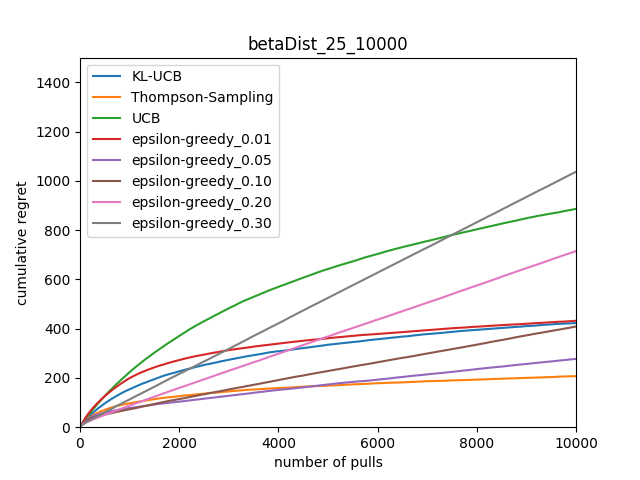 betaDist_25_10000
KL-UCB
Thompson-Sampling
UCB
epsilon-greedy_0.01
epsilon-greedy_0.05
epsilon-greedy_0.10
epsilon-greedy_0.20
epsilon-greedy_0.30
cumulative regret
1400
1200
1000
800
600
400
200
0
0 2000 4000 6000 8000 10000
number of pulls